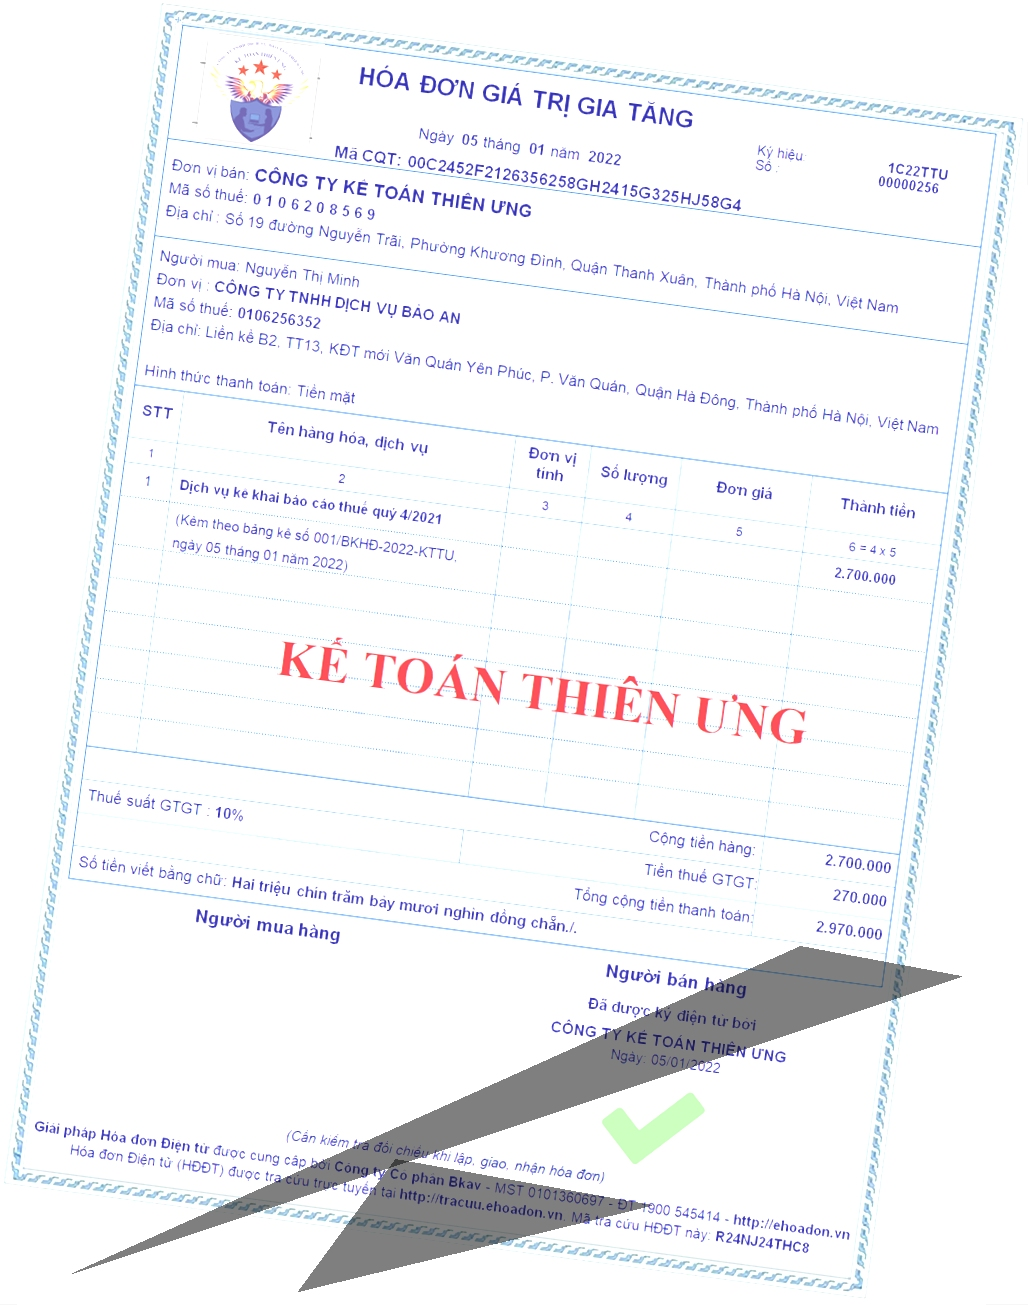 KẾ TOÁN THIÊN ƯNG
HÓA ĐƠN GIÁ TRỊ GIA TĂNG
Ngày 05 tháng 01 năm 2022
Mã CQT: 00C2452F2126356258GH2415G325HJ58G4
Ký hiệu 1C22TTU
Số : 00000256
Đơn vị bán: CÔNG TY KẾ TOÁN THIÊN ƯNG
Mã số thuế: 0 1 0 6 2 0 8 5 6 9
Địa chỉ : Số 19 đường Nguyễn Trãi, Phường Khương Đình, Quận Thanh Xuân, Thành phố Hà Nội, Việt Nam
Người mua: Nguyễn Thị Minh
Đơn vị : CÔNG TY TNHH DỊCH VỤ BẢO AN
Mã số thuế: 0106256352
Địa chỉ: Liền kề B2, TT13, KĐT mới Văn Quán Yên Phúc, P. Văn Quán, Quận Hà Đông, Thành phố Hà Nội, Việt Nam
Hình thức thanh toán: Tiền mặt
STT Tên hàng hóa, dịch vụ Đơn vị tính Số lượng Đơn giá Thành tiền
1 2 3 4 5 6 = 4 x 5
1 Dịch vụ kê khai báo cáo thuế quý 4/2021 2.700.000
(Kèm theo bảng kê số 001/BKHĐ-2022-KTTU,
ngày 05 tháng 01 năm 2022)
KẾ TOÁN THIÊN ƯNG
Cộng tiền hàng: 2.700.000
Thuế suất GTGT : 10% Tiền thuế GTGT: 270.000
Tổng cộng tiền thanh toán: 2.970.000
Số tiền viết bằng chữ: Hai triệu chín trăm bảy mươi nghìn đồng chẵn./.
Người mua hàng
Người bán hàng
Đã được ký điện tử bởi
CÔNG TY KẾ TOÁN THIÊN ƯNG
Ngày: 05/01/2022
(Cần kiểm tra đối chiếu khi lập, giao, nhận hóa đơn)
Giải pháp Hóa đơn Điện tử được cung cấp bởi Công ty Cổ phần Bkav - MST 0101360697 - ĐT 1900 545414 - http://ehoadon.vn
Hóa đơn Điện tử (HĐĐT) được tra cứu trực tuyến tại http://tracuu.ehoadon.vn. Mã tra cứu HĐĐT này: R24NJ24THC8